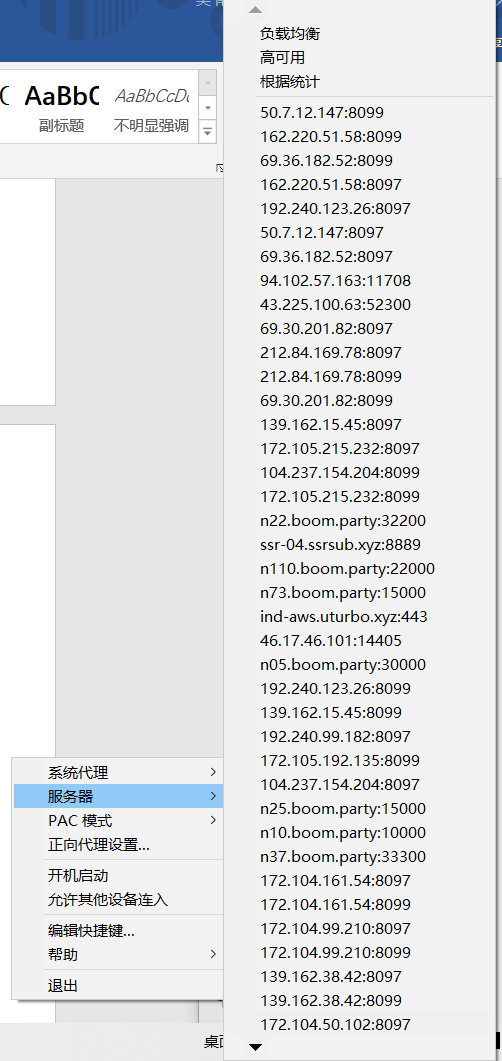 AaBbC
AaBbCcDd
副标题
不明显强调
负载均衡
高可用
根据统计
50.7.12.147:8099
162.220.51.58:8099
69.36.182.52:8099
162.220.51.58:8097
192.240.123.26:8097
50.7.12.147:8097
69.36.182.52:8097
94.102.57.163:11708
43.225.100.63:52300
69.30.201.82:8097
212.84.169.78:8097
212.84.169.78:8099
69.30.201.82:8099
139.162.15.45:8097
172.105.215.232:8097
104.237.154.204:8099
172.105.215.232:8099
n22.boom.party:32200
ssr-04.ssrsub.xyz:8889
n110.boom.party:22000
n73.boom.party:15000
ind-aws.uturbo.xyz:443
46.17.46.101:14405
n05.boom.party:30000
192.240.123.26:8099
139.162.15.45:8099
192.240.99.182:8097
172.105.192.135:8099
104.237.154.204:8097
n25.boom.party:15000
n10.boom.party:10000
n37.boom.party:33300
172.104.161.54:8097
172.104.161.54:8099
172.104.99.210:8097
172.104.99.210:8099
139.162.38.42:8097
139.162.38.42:8099
172.104.50.102:8097
系统代理
服务器
PAC 模式
正向代理设置...
开机启动
允许其他设备连入
编辑快捷键...
帮助
退出